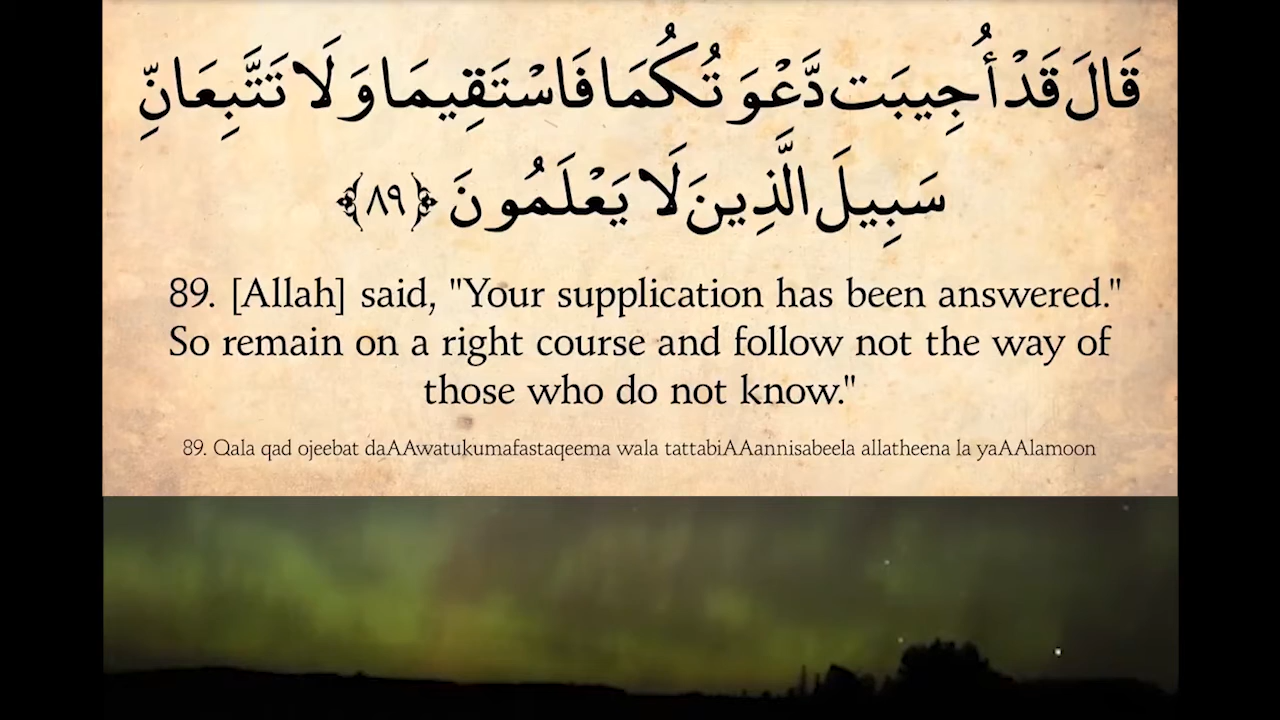 قَالَ قَدْ أُجِيبَت دَّعْوَتُكُمَا فَاسْتَقِيمَا وَلَا تَتَّبِعَانِّ
سَبِيلَ الَّذِينَ لَا يَعْلَمُونَ ﴿٨٩﴾
89. [Allah] said, "Your supplication has been answered."
So remain on a right course and follow not the way of
those who do not know."
89. Qala qad ojeebat daAAwatukumafastaqeema wala tattabiAAannisabeela allatheena la yaAAlamoon